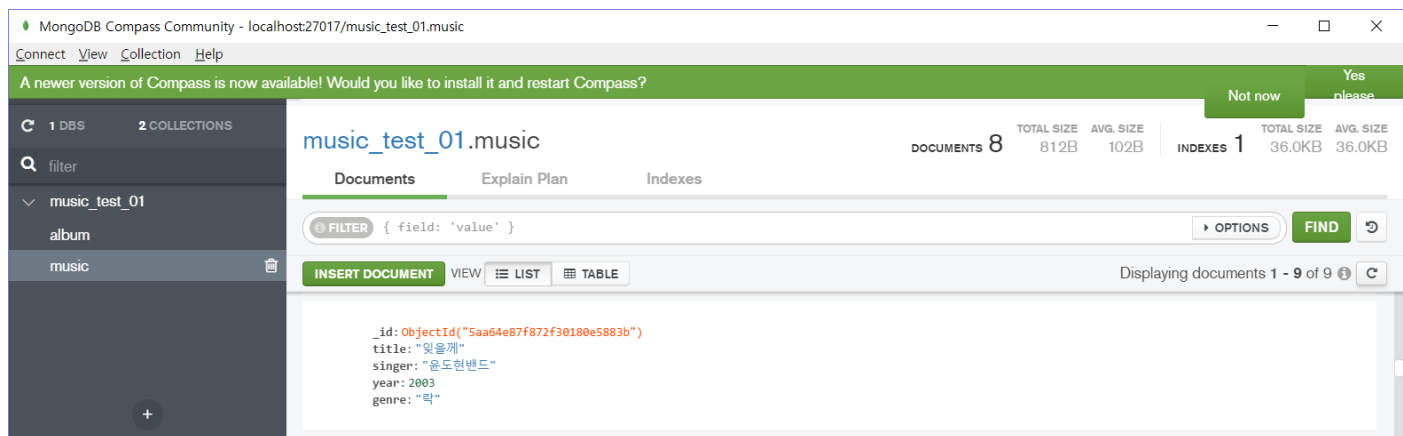 MongoDB Compass Community - localhost:27017/music_test_01.music
Connect View Collection Help
A newer version of Compass is now available! Would you like to install it and restart Compass?
Not now
Yes please
1 DBS 2 COLLECTIONS
filter
music_test_01
album
music
music_test_01.music
DOCUMENTS 8
TOTAL SIZE 812B
AVG. SIZE 102B
INDEXES 1
TOTAL SIZE 36.0KB
AVG. SIZE 36.0KB
Documents Explain Plan Indexes
FILTER { field: 'value' }
OPTIONS
FIND
INSERT DOCUMENT VIEW LIST TABLE
Displaying documents 1 - 9 of 9
_id:ObjectId("5aa64e87f872f30180e5883b")
title:"잊을께"
singer:"윤도현밴드"
year:2003
genre:"락"